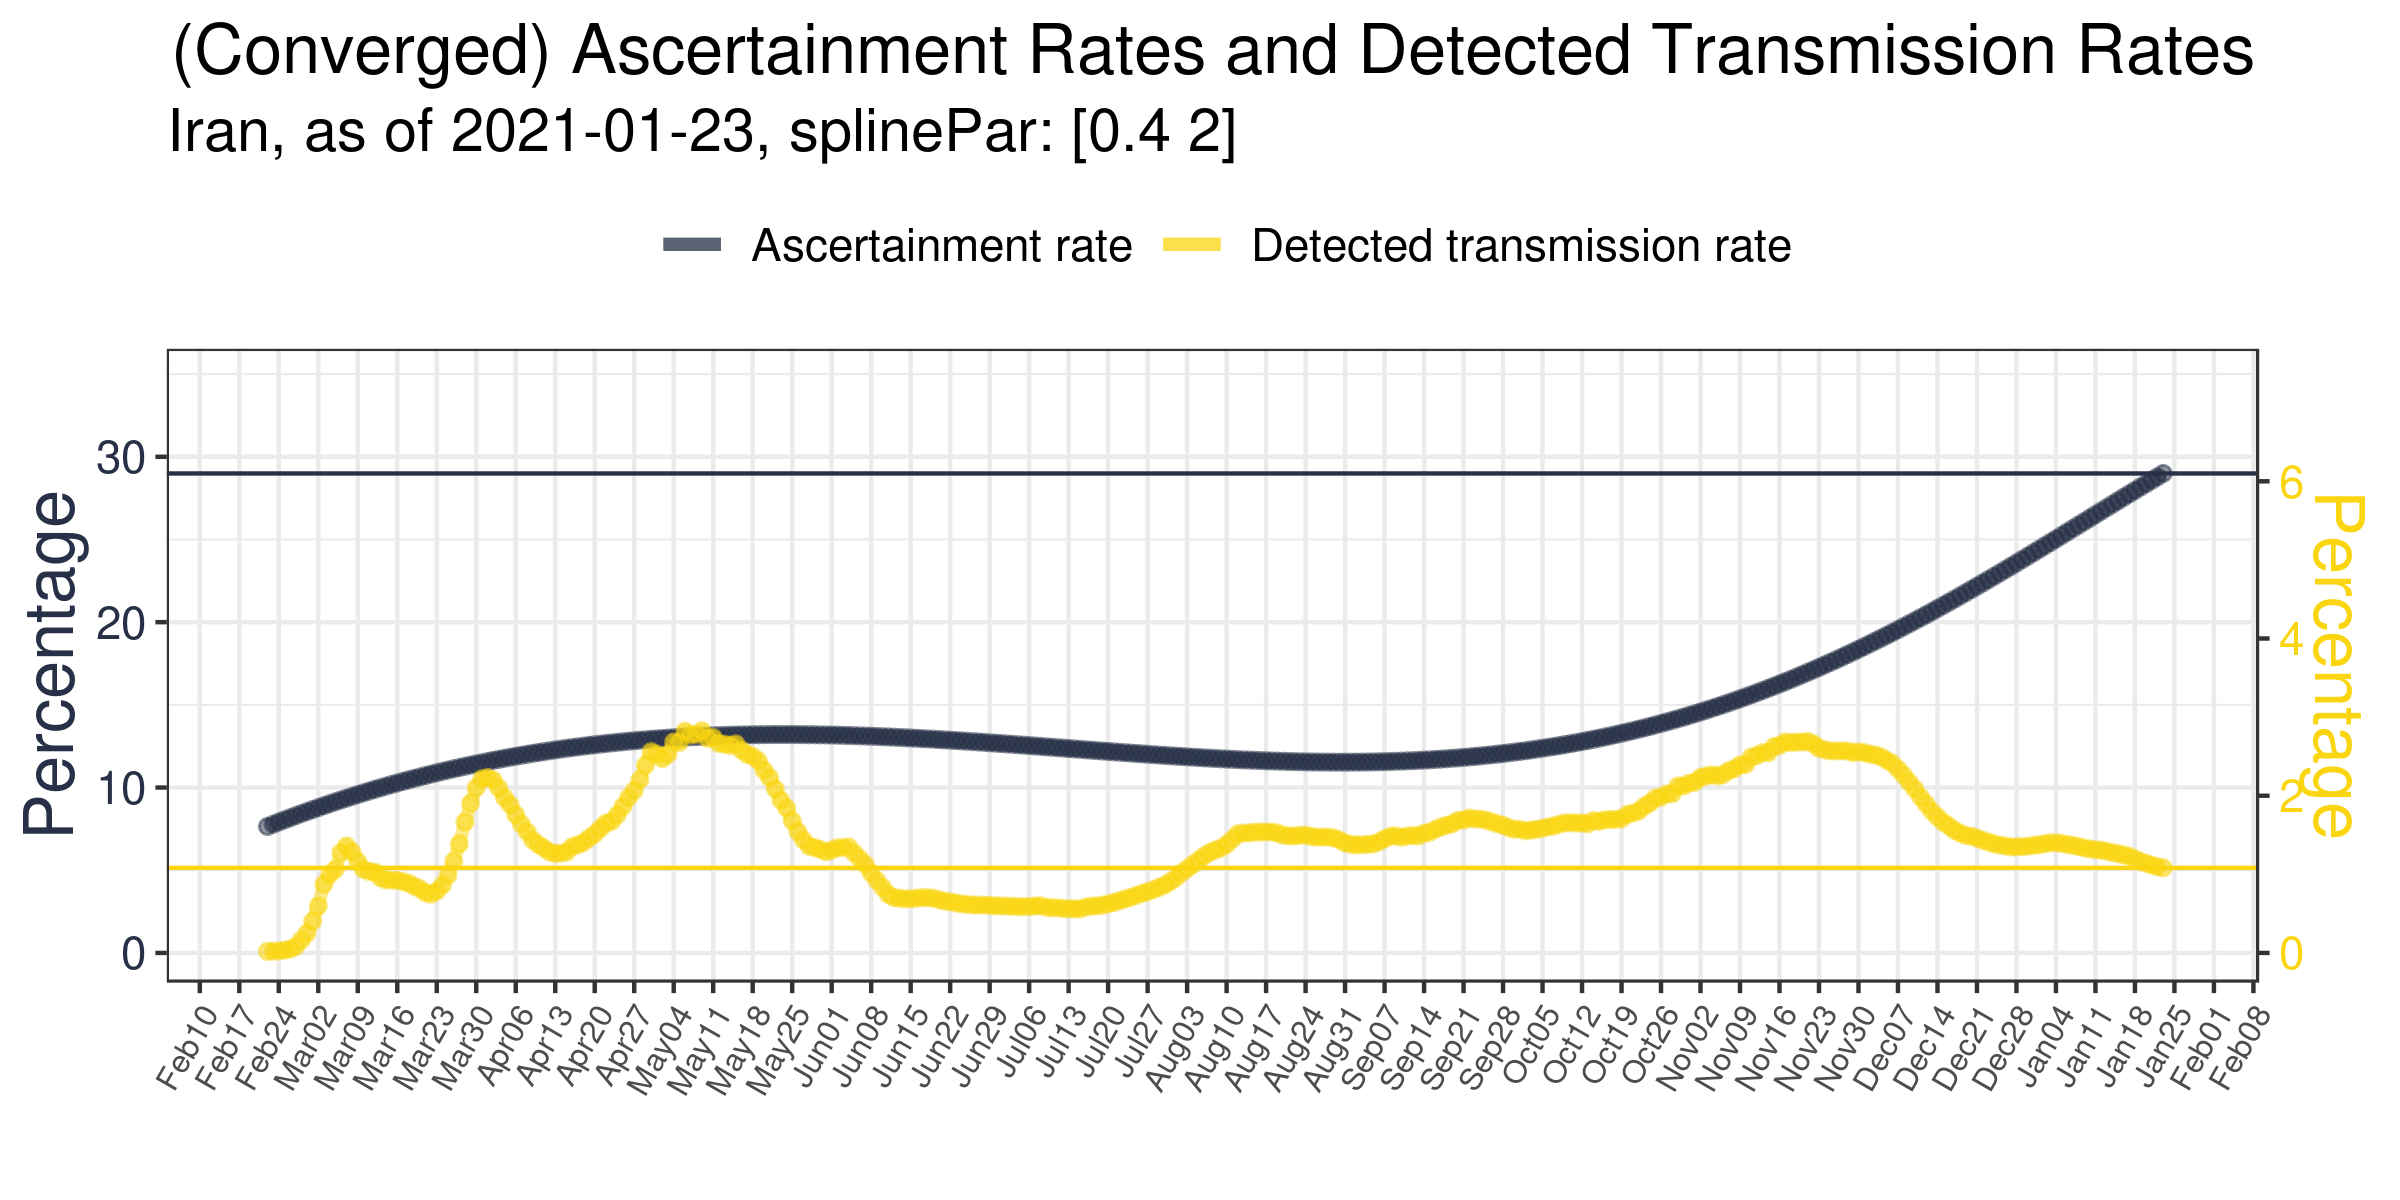 (Converged) Ascertainment Rates and Detected Transmission Rates
Iran, as of 2021-01-23, splinePar: [0.4 2]
Ascertainment rate
Detected transmission rate
Percentage
30
20
10
0
6
4
2
0
Percentage
Feb10
Feb17
Feb24
Mar02
Mar09
Mar16
Mar23
Mar30
Apr06
Apr13
Apr20
Apr27
May04
May11
May18
May25
Jun01
Jun08
Jun15
Jun22
Jun29
Jul06
Jul13
Jul20
Jul27
Aug03
Aug10
Aug17
Aug24
Aug31
Sep07
Sep14
Sep21
Sep28
Oct05
Oct12
Oct19
Oct26
Nov02
Nov09
Nov16
Nov23
Nov30
Dec07
Dec14
Dec21
Dec28
Jan04
Jan11
Jan18
Jan25
Feb01
Feb08